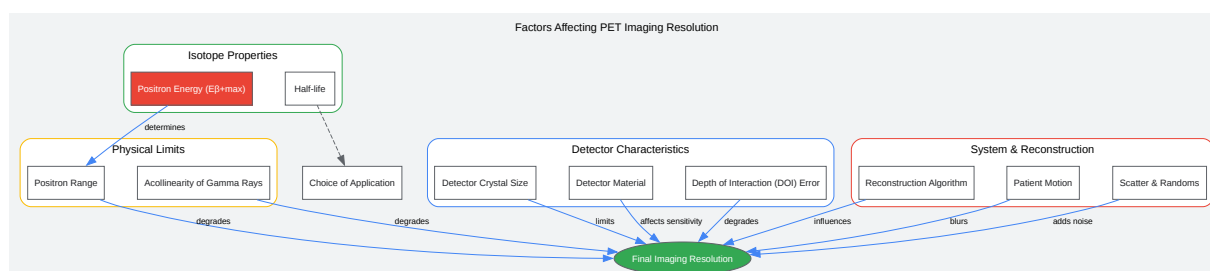 Factors Affecting PET Imaging Resolution
Isotope Properties
Positron Energy (Eβ+max)
Half-life
determines
Physical Limits
Positron Range
Acollinearity of Gamma Rays
Choice of Application
Detector Characteristics
Detector Crystal Size
Detector Material
Depth of Interaction (DOI) Error
System & Reconstruction
Reconstruction Algorithm
Patient Motion
Scatter & Randoms
degrades
degrades
limits
affects sensitivity
degrades
influences
blurs
adds noise
Final Imaging Resolution